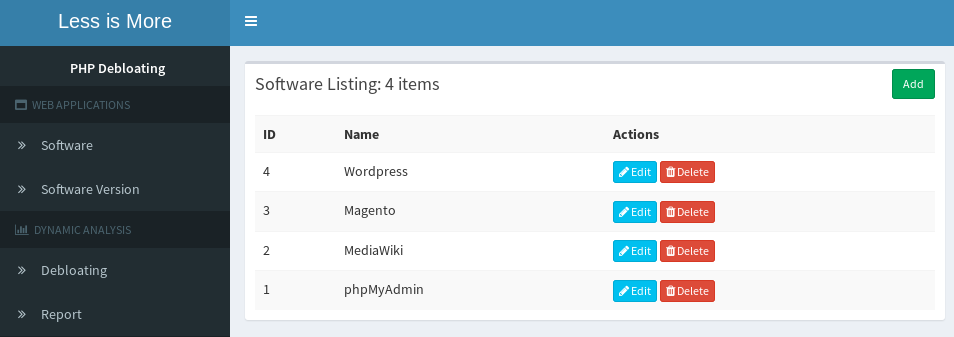 Less is More
PHP Debloating
WEB APPLICATIONS
Software
Software Version
DYNAMIC ANALYSIS
Debloating
Report
Software Listing: 4 items
Add
ID Name Actions
4 Wordpress Edit Delete
3 Magento Edit Delete
2 MediaWiki Edit Delete
1 phpMyAdmin Edit Delete